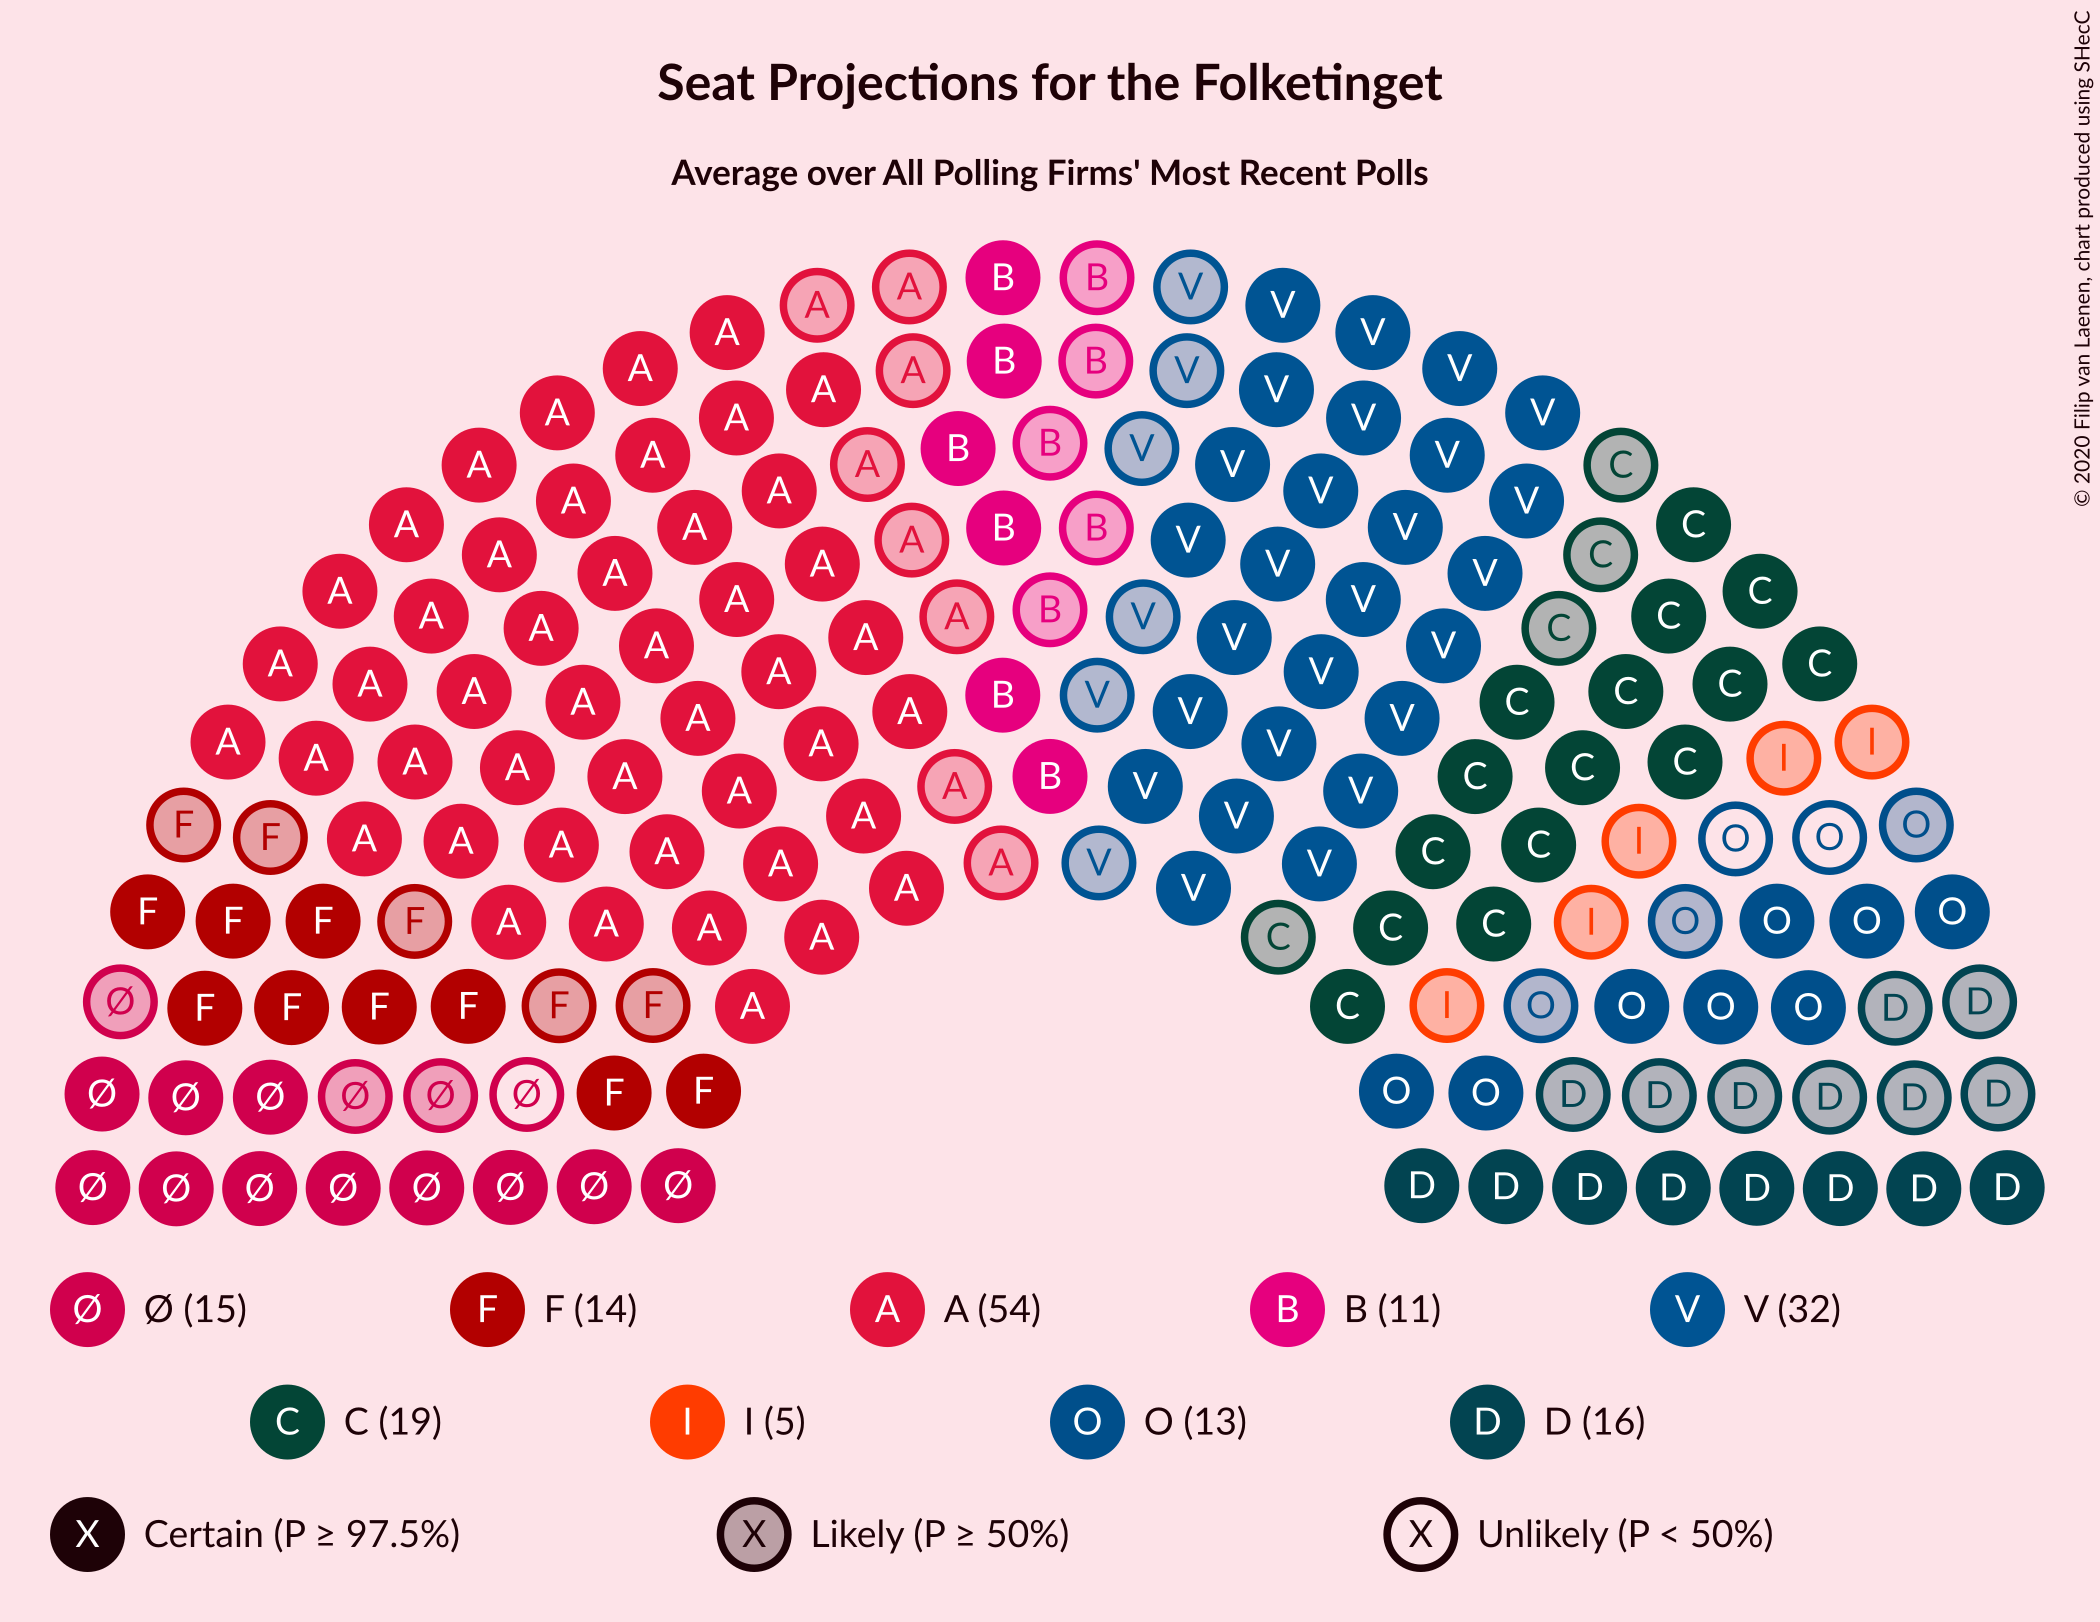 © 2020 Filip van Laenen, chart produced using SHecC
Seat Projections for the Folketinget
Average over All Polling Firms' Most Recent Polls
A A B B V V
A V
A A B B V V
A A A V V V
A A A B B V V V C
A A V V
A A A A B B V V C C
A A A A V V V C
A A A A A B V V V C C
A A A A A B V V C C C C
A A A A V V V I
A A A A A A B V V C C C I
F F A A A A A V C C I O O O
A A A V V V
F F F F A A A A C C C I O O O O
Ø F F F F F F A C I O O O O D D
Ø Ø Ø Ø Ø Ø F F O O D D D D D D
Ø Ø Ø Ø Ø Ø Ø Ø D D D D D D D D
Ø Ø (15) F F (14) A A (54) B B (11) V V (32)
C C (19) I I (5) O O (13) D D (16)
X Certain (P ≥ 97.5%) X Likely (P ≥ 50%) X Unlikely (P < 50%)